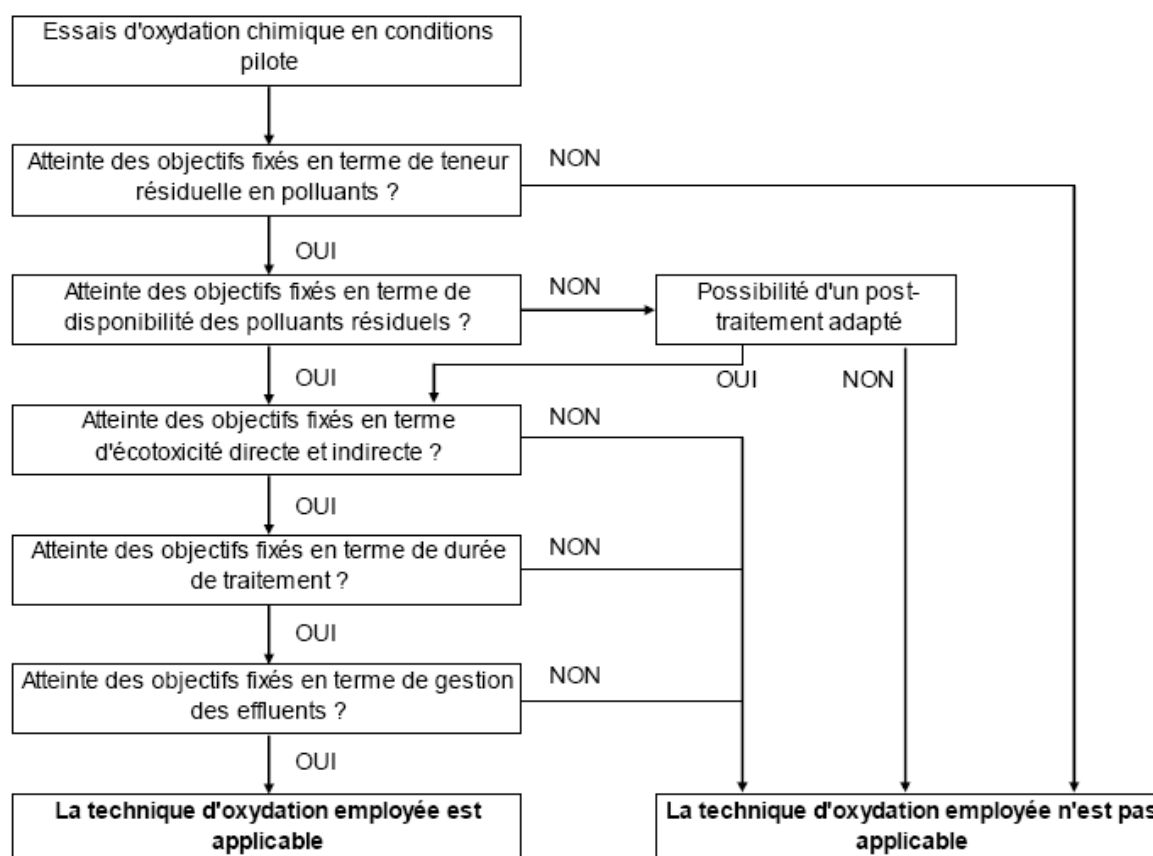 Essais d'oxydation chimique en conditions
pilote
Atteinte des objectifs fixés en terme de teneur
résiduelle en polluants ?
NON
OUI
Atteinte des objectifs fixés en terme de
disponibilité des polluants résiduels ?
NON
Possibilité d'un post-
traitement adapté
OUI
OUI
NON
Atteinte des objectifs fixés en terme
d'écotoxicité directe et indirecte ?
NON
OUI
Atteinte des objectifs fixés en terme de durée
de traitement ?
NON
OUI
Atteinte des objectifs fixés en terme de gestion
des effluents ?
NON
OUI
La technique d'oxydation employée est
applicable
La technique d'oxydation employée n'est pas
applicable